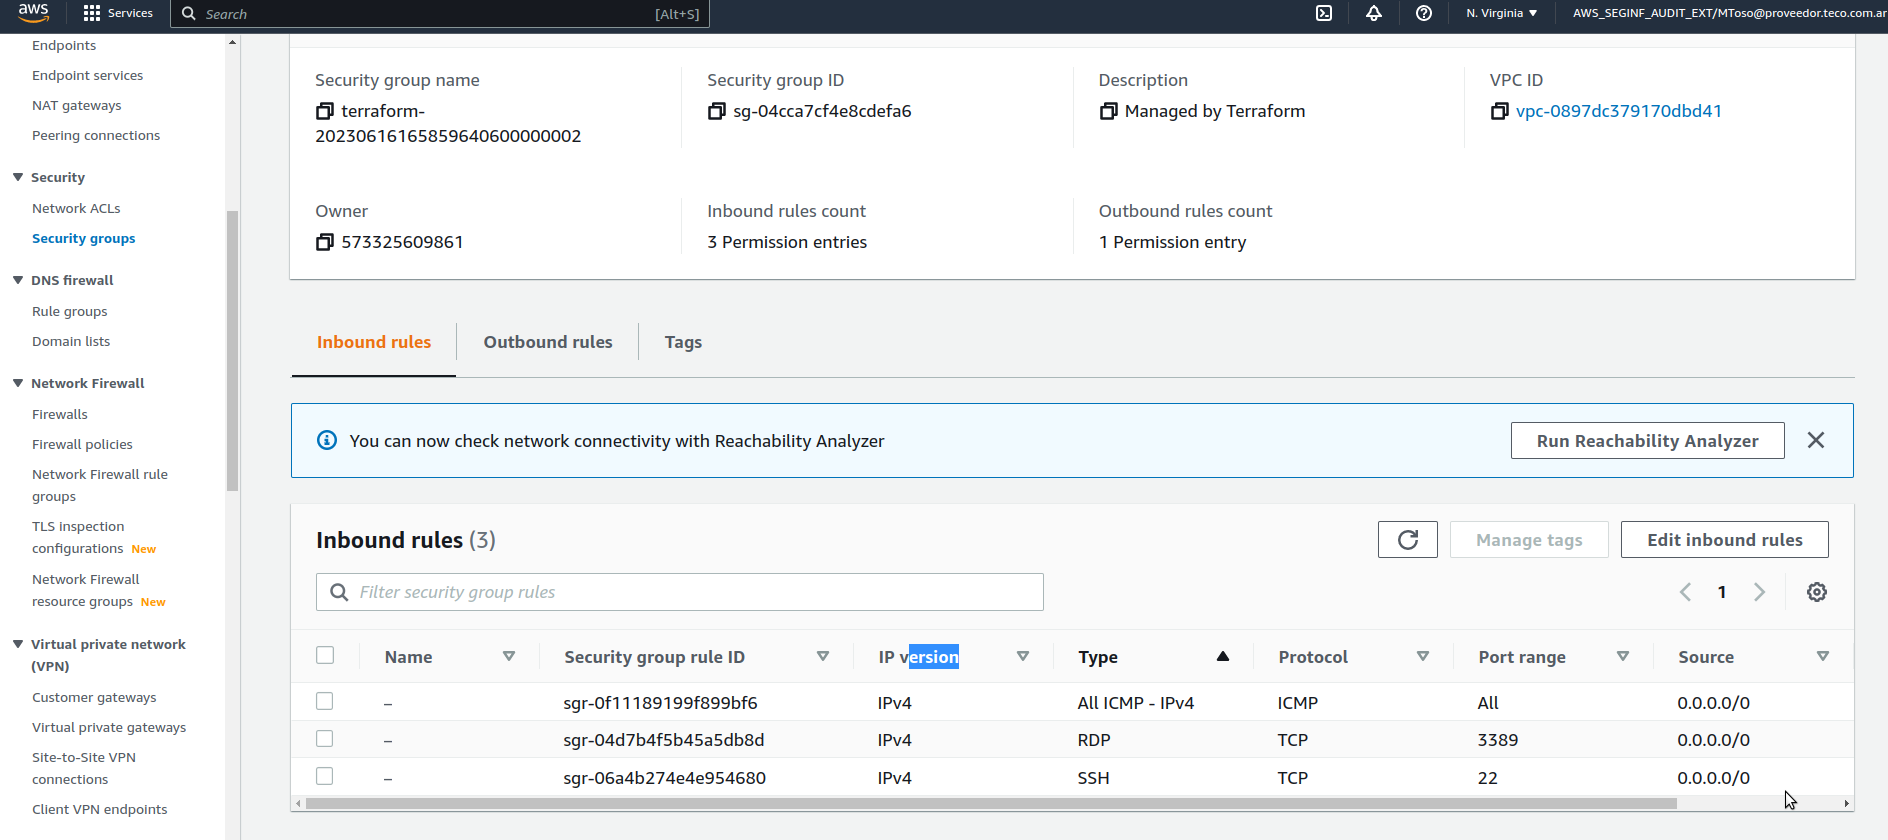 aws
Services
Search
[Alt+S]
N. Virginia
AWS_SEGINF_AUDIT_EXT/MToso@proveedor.teco.com.ar
Endpoints
Endpoint services
NAT gateways
Peering connections
Security
Network ACLs
Security groups
DNS firewall
Rule groups
Domain lists
Network Firewall
Firewalls
Firewall policies
Network Firewall rule
groups
TLS inspection
configurations New
Network Firewall
resource groups New
Virtual private network
(VPN)
Customer gateways
Virtual private gateways
Site-to-Site VPN
connections
Client VPN endpoints
Security group name
terraform-
20230616165859640600000002
Security group ID
sg-04cca7cf4e8cdefa6
Description
Managed by Terraform
VPC ID
vpc-0897dc379170dbd41
Owner
573325609861
Inbound rules count
3 Permission entries
Outbound rules count
1 Permission entry
Inbound rules
Outbound rules
Tags
You can now check network connectivity with Reachability Analyzer
Run Reachability Analyzer
Inbound rules (3)
Manage tags
Edit inbound rules
Filter security group rules
1
Name Security group rule ID IP version Type Protocol Port range Source
– sgr-0f11189199f899bf6 IPv4 All ICMP - IPv4 ICMP All 0.0.0.0/0
– sgr-04d7b4f5b45a5db8d IPv4 RDP TCP 3389 0.0.0.0/0
– sgr-06a4b274e4e954680 IPv4 SSH TCP 22 0.0.0.0/0